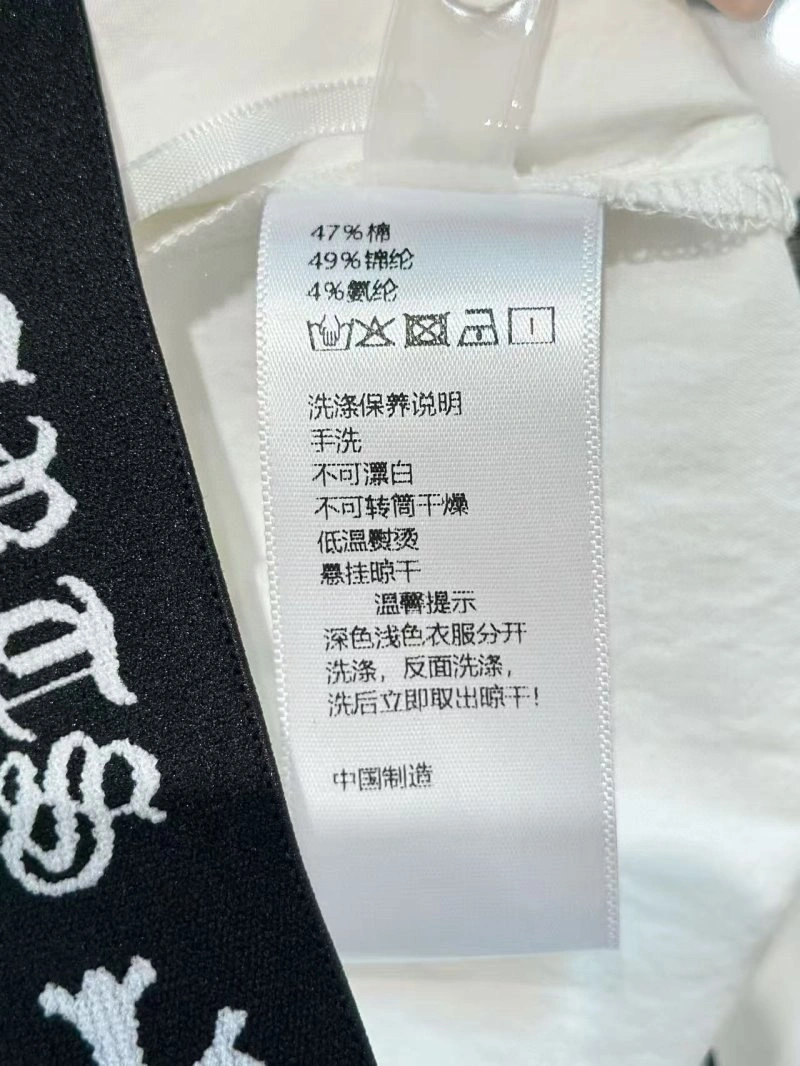 47%棉
49%锦纶
4%氨纶
洗涤保养说明
手洗
不可漂白
不可转筒干燥
低温熨烫
悬挂晾干
温馨提示
深色浅色衣服分开
洗涤，反面洗涤，
洗后立即取出晾干！
中国制造